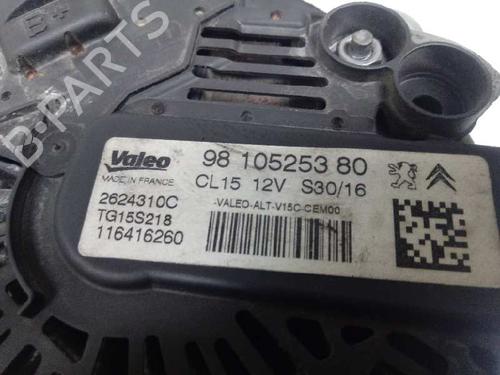 B+
B-PARTS
Valeo
MADE IN FRANCE
98 105253 80
CL15 12V S30/16
2624310C
TG15S218
116416260
-VALEO-ALT-V15C-CEM00